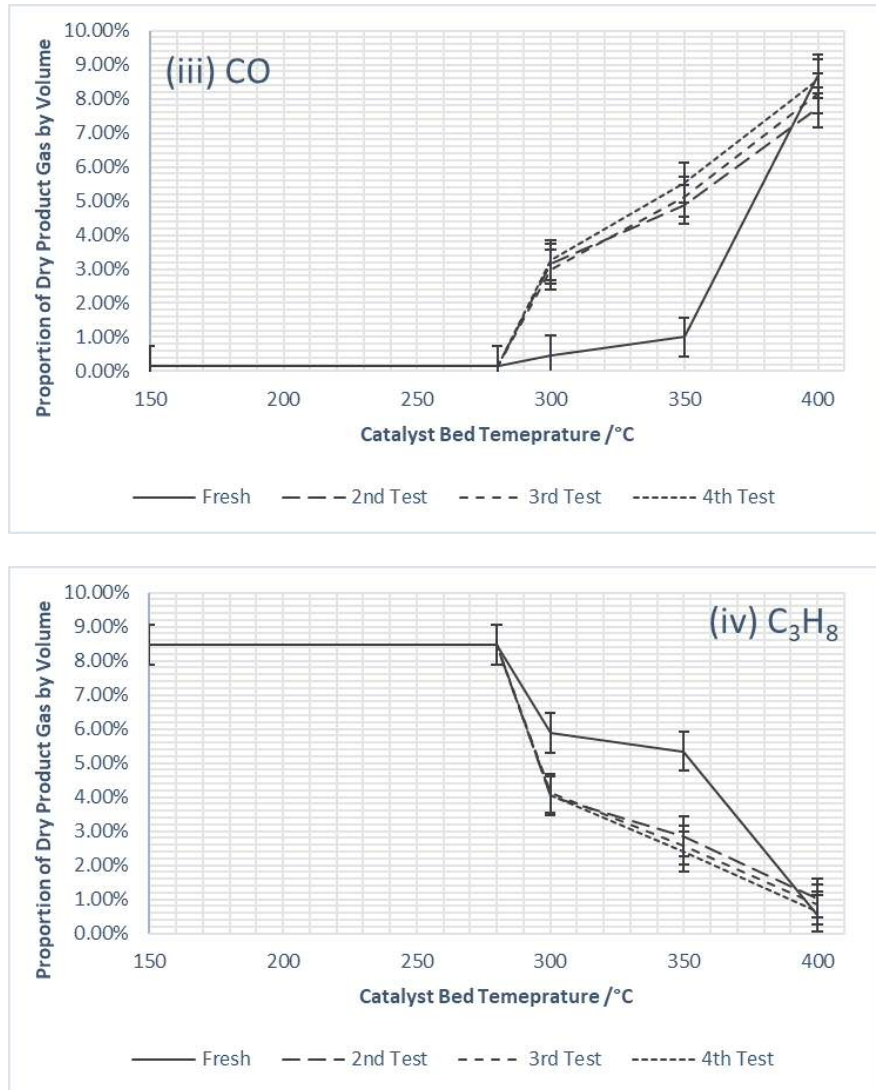 Proportion of Dry Product Gas by Volume
10.00%
9.00%
8.00%
7.00%
6.00%
5.00%
4.00%
3.00%
2.00%
1.00%
0.00%
(iii) CO
150 200 250 300 350 400
Catalyst Bed Temeprature /°C
Fresh 2nd Test 3rd Test 4th Test
Proportion of Dry Product Gas by Volume
10.00%
9.00%
8.00%
7.00%
6.00%
5.00%
4.00%
3.00%
2.00%
1.00%
0.00%
(iv) C₃H₈
150 200 250 300 350 400
Catalyst Bed Temeprature /°C
Fresh 2nd Test 3rd Test 4th Test